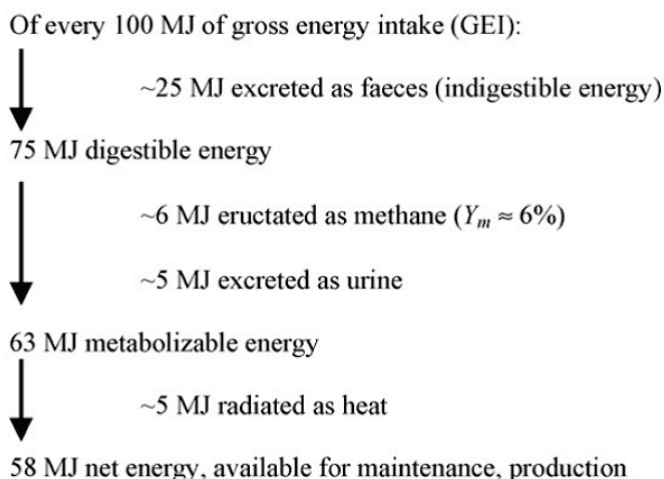 Of every 100 MJ of gross energy intake (GEI):
~25 MJ excreted as faeces (indigestible energy)
75 MJ digestible energy
~6 MJ eructated as methane (Yₘ ≈ 6%)
~5 MJ excreted as urine
63 MJ metabolizable energy
~5 MJ radiated as heat
58 MJ net energy, available for maintenance, production